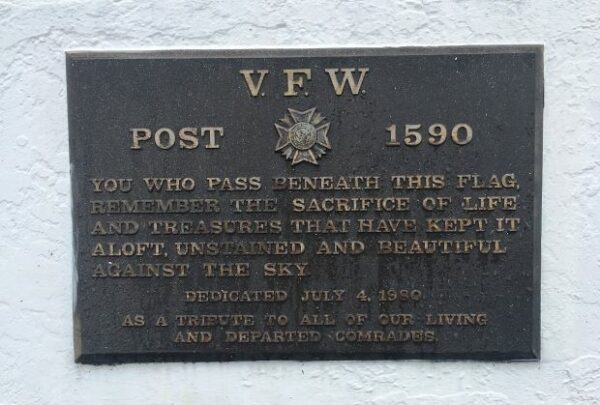 V.F.W.
POST 1590
YOU WHO PASS BENEATH THIS FLAG,
REMEMBER THE SACRIFICE OF LIFE
AND TREASURES THAT HAVE KEPT IT
ALOFT, UNSTAINED AND BEAUTIFUL
AGAINST THE SKY.
DEDICATED JULY 4, 1980
AS A TRIBUTE TO ALL OF OUR LIVING
AND DEPARTED COMRADES.